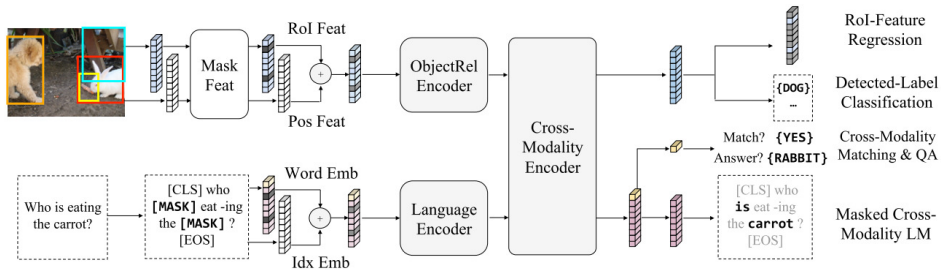 RoI Feat
Mask
Feat
+
Pos Feat
ObjectRel
Encoder
Cross-
Modality
Encoder
RoI-Feature
Regression
{DOG}
...
Detected-Label
Classification
Match? {YES}
Answer? {RABBIT}
Cross-Modality
Matching & QA
Who is eating
the carrot?
[CLS] who
[MASK] eat -ing
the [MASK] ?
[EOS]
Word Emb
+
Idx Emb
Language
Encoder
[CLS] who
is eat -ing
the carrot ?
[EOS]
Masked Cross-
Modality LM